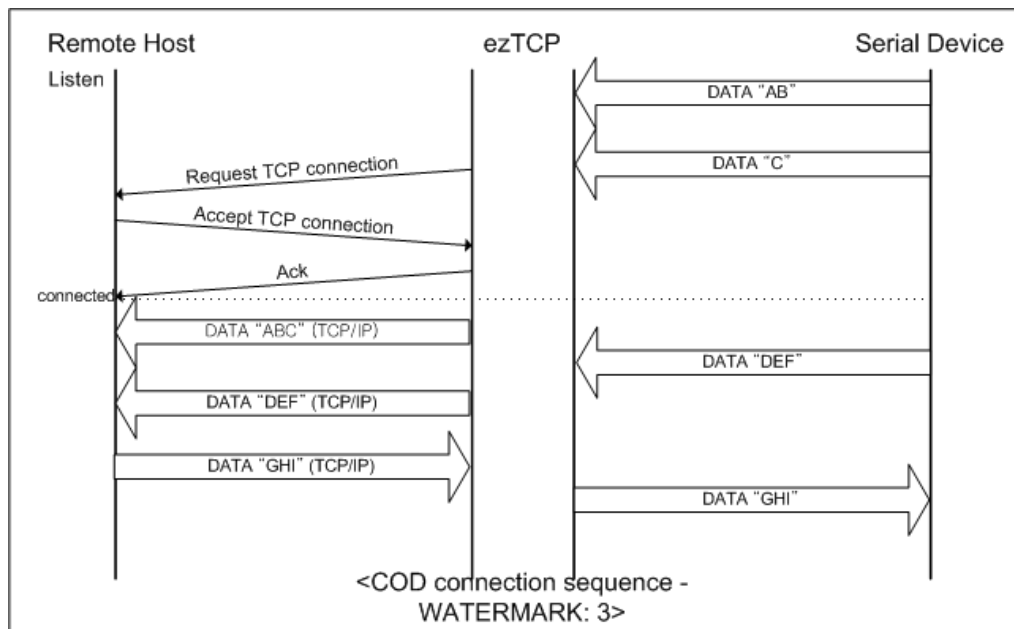 Remote Host
ezTCP
Serial Device
Listen
DATA “AB”
DATA “C”
Request TCP connection
Accept TCP connection
Ack
connected
DATA “ABC” (TCP/IP)
DATA “DEF”
DATA “DEF” (TCP/IP)
DATA “GHI” (TCP/IP)
DATA “GHI”
<COD connection sequence -
WATERMARK: 3>